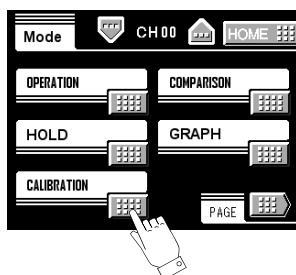 Mode CH00 HOME
OPERATION COMPARISON
HOLD GRAPH
CALIBRATION
PAGE